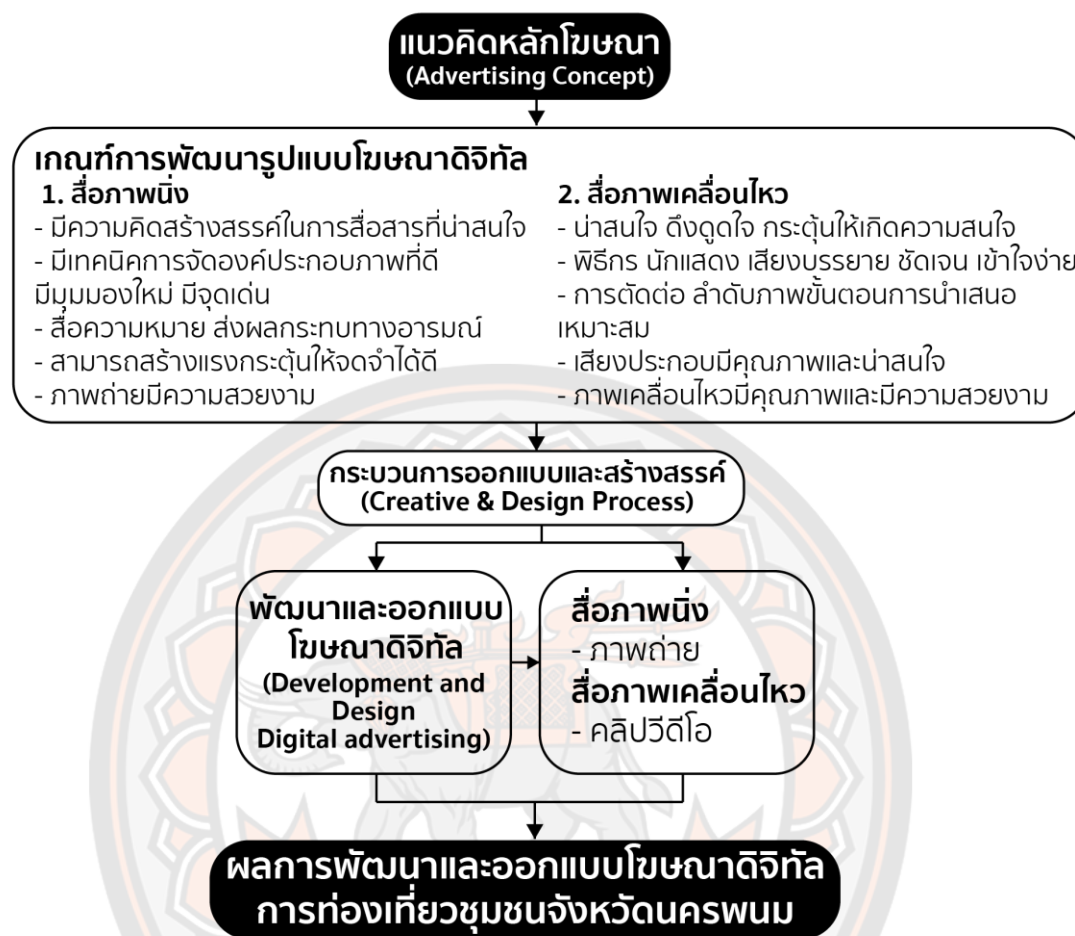 แนวคิดหลักโฆษณา
(Advertising Concept)
เกณฑ์การพัฒนารูปแบบโฆษณาดิจิทัล
1. สื่อภาพนิ่ง
- มีความคิดสร้างสรรค์ในการสื่อสารที่น่าสนใจ
- มีเทคนิคการจัดองค์ประกอบภาพที่ดี
มีมุมมองใหม่ มีจุดเด่น
- สื่อความหมาย ส่งผลกระทบทางอารมณ์
- สามารถสร้างแรงกระตุ้นให้จดจำได้ดี
- ภาพถ่ายมีความสวยงาม
2. สื่อภาพเคลื่อนไหว
- น่าสนใจ ดึงดูดใจ กระตุ้นให้เกิดความสนใจ
- พิธีกร นักแสดง เสียงบรรยาย ชัดเจน เข้าใจง่าย
- การตัดต่อ ลำดับภาพขั้นตอนการนำเสนอ
เหมาะสม
- เสียงประกอบมีคุณภาพและน่าสนใจ
- ภาพเคลื่อนไหวมีคุณภาพและมีความสวยงาม
กระบวนการออกแบบและสร้างสรรค์
(Creative & Design Process)
พัฒนาและออกแบบ
โฆษณาดิจิทัล
(Development and
Design
Digital advertising)
สื่อภาพนิ่ง
- ภาพถ่าย
สื่อภาพเคลื่อนไหว
- คลิปวีดีโอ
ผลการพัฒนาและออกแบบโฆษณาดิจิทัล
การท่องเที่ยวชุมชนจังหวัดนครพนม